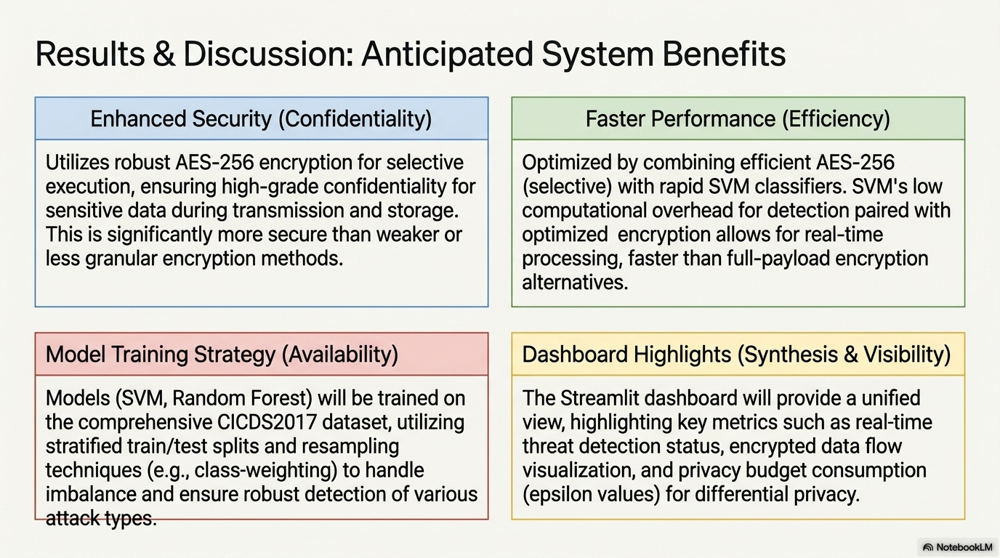 Results & Discussion: Anticipated System Benefits
Enhanced Security (Confidentiality)
Utilizes robust AES-256 encryption for selective
execution, ensuring high-grade confidentiality for
sensitive data during transmission and storage.
This is significantly more secure than weaker or
less granular encryption methods.
Faster Performance (Efficiency)
Optimized by combining efficient AES-256
(selective) with rapid SVM classifiers. SVM's low
computational overhead for detection paired with
optimized  encryption allows for real-time
processing, faster than full-payload encryption
alternatives.
Model Training Strategy (Availability)
Models (SVM, Random Forest) will be trained on
the comprehensive CICDS2017 dataset, utilizing
stratified train/test splits and resampling
techniques (e.g., class-weighting) to handle
imbalance and ensure robust detection of various
attack types.
Dashboard Highlights (Synthesis & Visibility)
The Streamlit dashboard will provide a unified
view, highlighting key metrics such as real-time
threat detection status, encrypted data flow
visualization, and privacy budget consumption
(epsilon values) for differential privacy.
NotebookLM